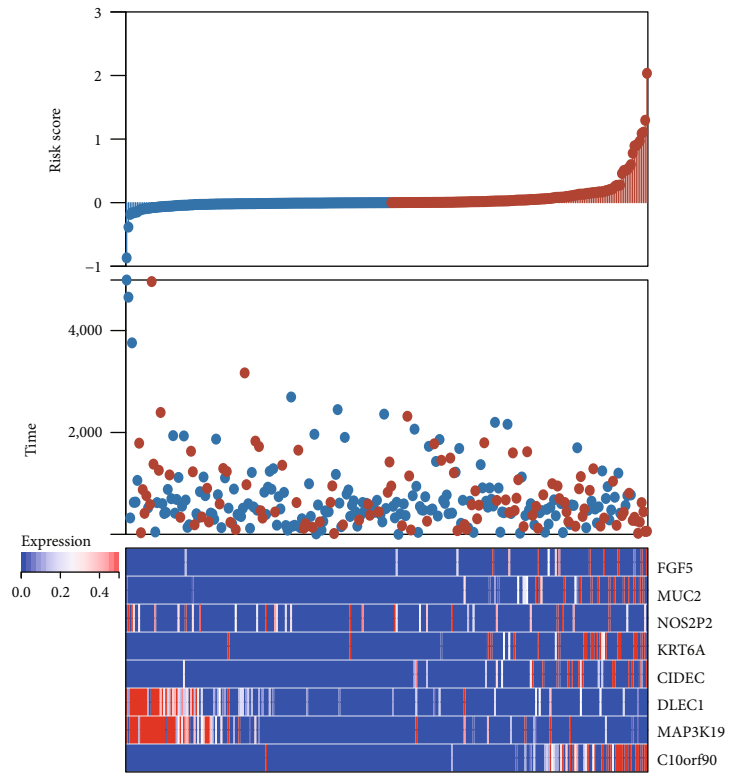 3
2
1
0
−1
Risk score
4,000
2,000
Time
Expression
0.0 0.2 0.4
FGF5
MUC2
NOS2P2
KRT6A
CIDEC
DLEC1
MAP3K19
C10orf90